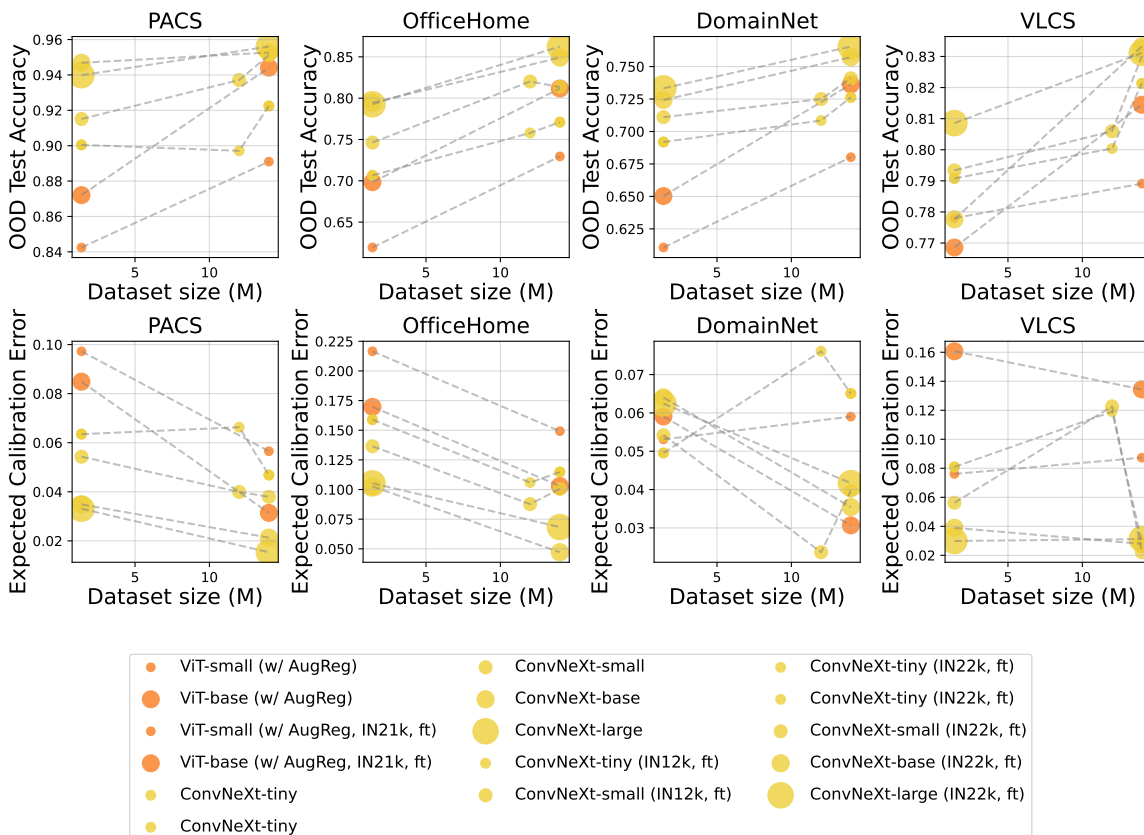 PACS
OfficeHome
DomainNet
VLCS
OOD Test Accuracy
0.96
0.94
0.92
0.90
0.88
0.86
0.84
5
10
Dataset size (M)
OOD Test Accuracy
0.85
0.80
0.75
0.70
0.65
5
10
Dataset size (M)
OOD Test Accuracy
0.750
0.725
0.700
0.675
0.650
0.625
5
10
Dataset size (M)
OOD Test Accuracy
0.83
0.82
0.81
0.80
0.79
0.78
0.77
5
10
Dataset size (M)
PACS
OfficeHome
DomainNet
VLCS
Expected Calibration Error
0.10
0.08
0.06
0.04
0.02
5
10
Dataset size (M)
Expected Calibration Error
0.225
0.200
0.175
0.150
0.125
0.100
0.075
0.050
5
10
Dataset size (M)
Expected Calibration Error
0.07
0.06
0.05
0.04
0.03
5
10
Dataset size (M)
Expected Calibration Error
0.16
0.14
0.12
0.10
0.08
0.06
0.04
0.02
5
10
Dataset size (M)
ViT-small (w/ AugReg)
ViT-base (w/ AugReg)
ViT-small (w/ AugReg, IN21k, ft)
ViT-base (w/ AugReg, IN21k, ft)
ConvNeXt-tiny
ConvNeXt-tiny
ConvNeXt-small
ConvNeXt-base
ConvNeXt-large
ConvNeXt-tiny (IN12k, ft)
ConvNeXt-small (IN12k, ft)
ConvNeXt-tiny (IN22k, ft)
ConvNeXt-tiny (IN22k, ft)
ConvNeXt-small (IN22k, ft)
ConvNeXt-base (IN22k, ft)
ConvNeXt-large (IN22k, ft)